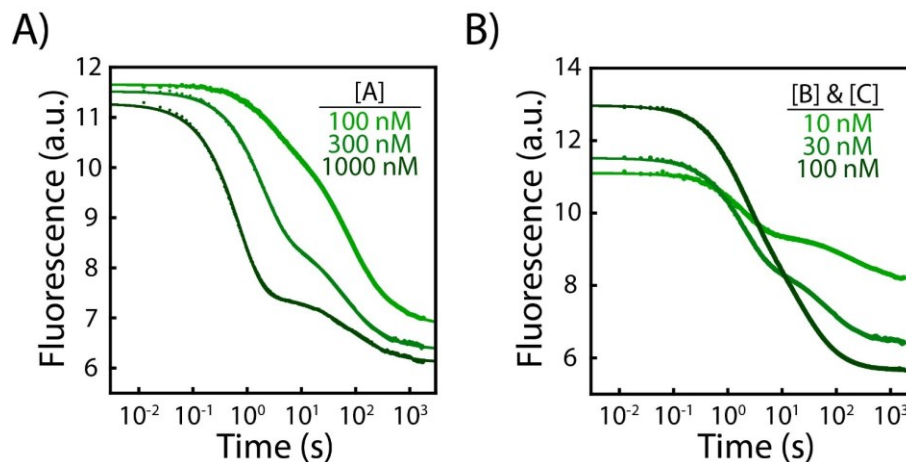 A)
12
11
10
9
8
7
6
Fluorescence (a.u.)
[A]
100 nM
300 nM
1000 nM
10⁻² 10⁻¹ 10⁰ 10¹ 10² 10³
Time (s)
B)
14
12
10
8
6
Fluorescence (a.u.)
[B] & [C]
10 nM
30 nM
100 nM
10⁻² 10⁻¹ 10⁰ 10¹ 10² 10³
Time (s)